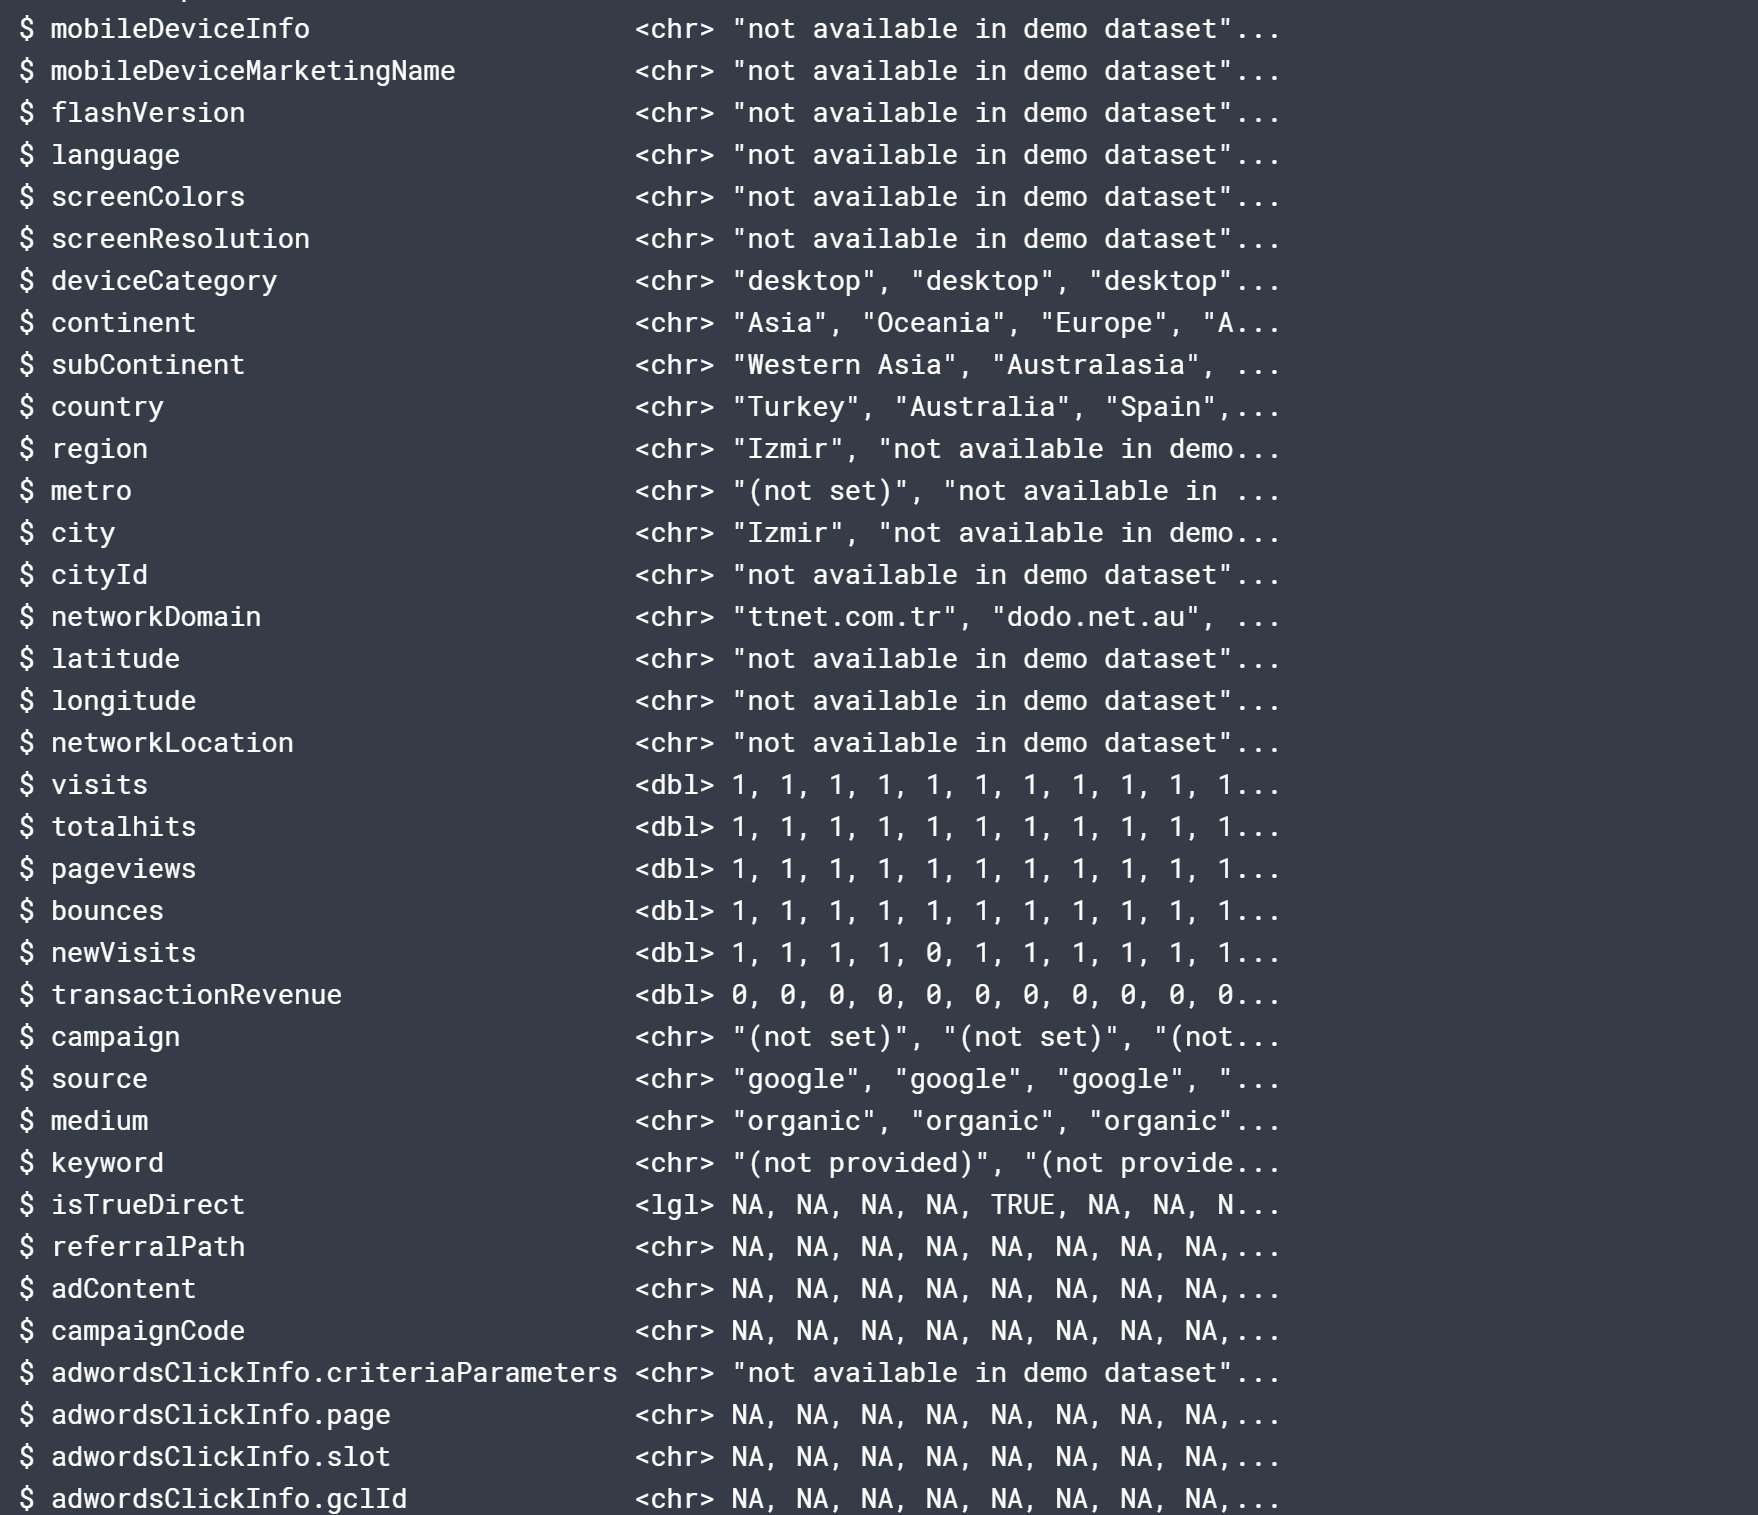 $ mobileDeviceInfo <chr> "not available in demo dataset"...
$ mobileDeviceMarketingName <chr> "not available in demo dataset"...
$ flashVersion <chr> "not available in demo dataset"...
$ language <chr> "not available in demo dataset"...
$ screenColors <chr> "not available in demo dataset"...
$ screenResolution <chr> "not available in demo dataset"...
$ deviceCategory <chr> "desktop", "desktop", "desktop"...
$ continent <chr> "Asia", "Oceania", "Europe", "A...
$ subContinent <chr> "Western Asia", "Australasia", ...
$ country <chr> "Turkey", "Australia", "Spain",...
$ region <chr> "Izmir", "not available in demo...
$ metro <chr> "(not set)", "not available in ...
$ city <chr> "Izmir", "not available in demo...
$ cityId <chr> "not available in demo dataset"...
$ networkDomain <chr> "ttnet.com.tr", "dodo.net.au", ...
$ latitude <chr> "not available in demo dataset"...
$ longitude <chr> "not available in demo dataset"...
$ networkLocation <chr> "not available in demo dataset"...
$ visits <dbl> 1, 1, 1, 1, 1, 1, 1, 1, 1, 1, 1...
$ totalhits <dbl> 1, 1, 1, 1, 1, 1, 1, 1, 1, 1, 1...
$ pageviews <dbl> 1, 1, 1, 1, 1, 1, 1, 1, 1, 1, 1...
$ bounces <dbl> 1, 1, 1, 1, 1, 1, 1, 1, 1, 1, 1...
$ newVisits <dbl> 1, 1, 1, 1, 0, 1, 1, 1, 1, 1, 1...
$ transactionRevenue <dbl> 0, 0, 0, 0, 0, 0, 0, 0, 0, 0, 0...
$ campaign <chr> "(not set)", "(not set)", "(not...
$ source <chr> "google", "google", "google", "...
$ medium <chr> "organic", "organic", "organic"...
$ keyword <chr> "(not provided)", "(not provide...
$ isTrueDirect <lgl> NA, NA, NA, NA, TRUE, NA, NA, N...
$ referralPath <chr> NA, NA, NA, NA, NA, NA, NA, NA,...
$ adContent <chr> NA, NA, NA, NA, NA, NA, NA, NA,...
$ campaignCode <chr> NA, NA, NA, NA, NA, NA, NA, NA,...
$ adwordsClickInfo.criteriaParameters <chr> "not available in demo dataset"...
$ adwordsClickInfo.page <chr> NA, NA, NA, NA, NA, NA, NA, NA,...
$ adwordsClickInfo.slot <chr> NA, NA, NA, NA, NA, NA, NA, NA,...
$ adwordsClickInfo.gclId <chr> NA, NA, NA, NA, NA, NA, NA, NA,...